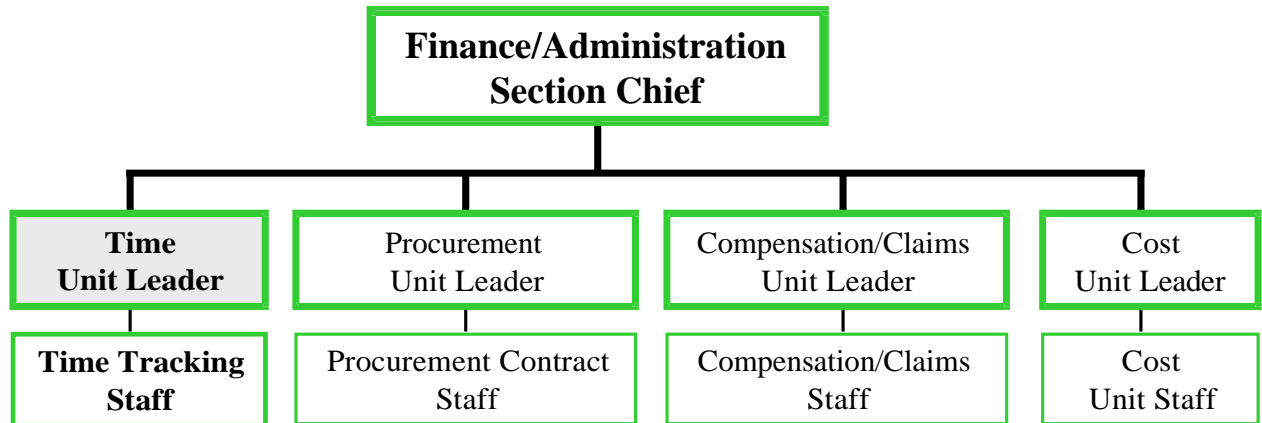 Finance/Administration
Section Chief
Time
Unit Leader
Procurement
Unit Leader
Compensation/Claims
Unit Leader
Cost
Unit Leader
Time Tracking
Staff
Procurement Contract
Staff
Compensation/Claims
Staff
Cost
Unit Staff